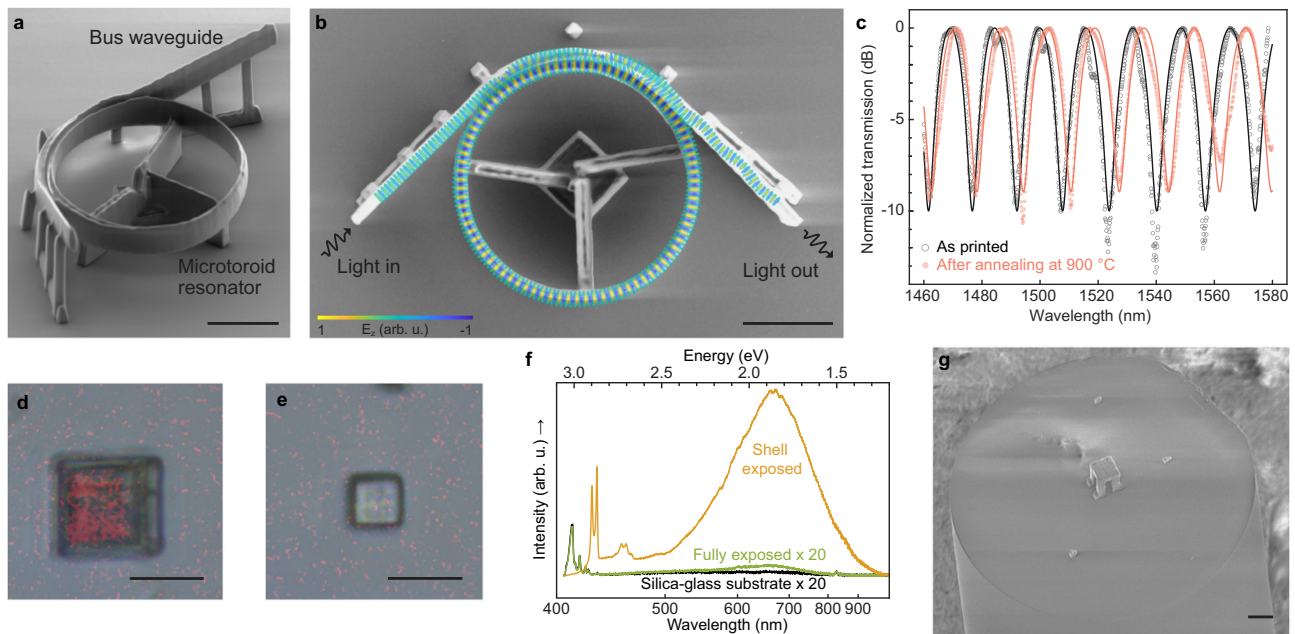 a
Bus waveguide
Microtoroid
resonator
b
Light in
Light out
1
E_z (arb. u.)
-1
c
Normalized transmission (dB)
0
-5
-10
As printed
After annealing at 900 °C
1460
1480
1500
1520
1540
1560
1580
Wavelength (nm)
d
e
f
Energy (eV)
3.0
2.5
2.0
1.5
Intensity (arb. u.) →
Shell
exposed
Fully exposed x 20
Silica-glass substrate x 20
400
500
600
700
800
900
Wavelength (nm)
g